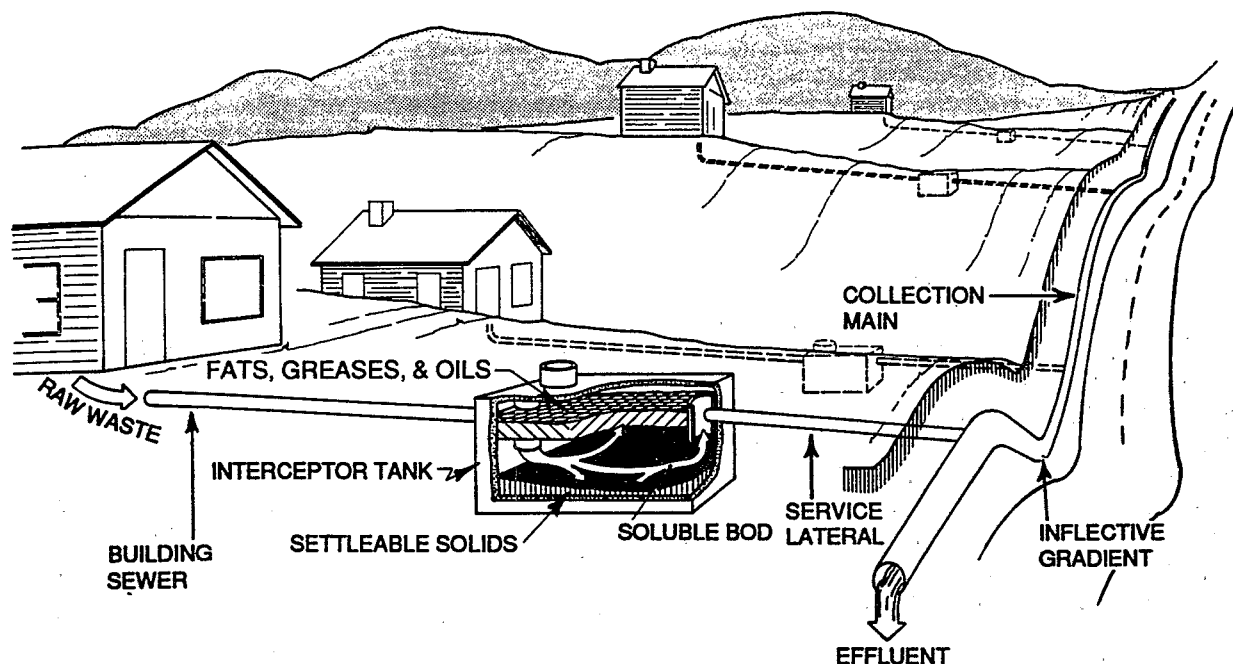 COLLECTION
MAIN
FATS, GREASES, & OILS
RAW WASTE
INTERCEPTOR TANK
SETTLEABLE SOLIDS
SOLUBLE BOD
SERVICE
LATERAL
INFLECTIVE
GRADIENT
BUILDING
SEWER
EFFLUENT